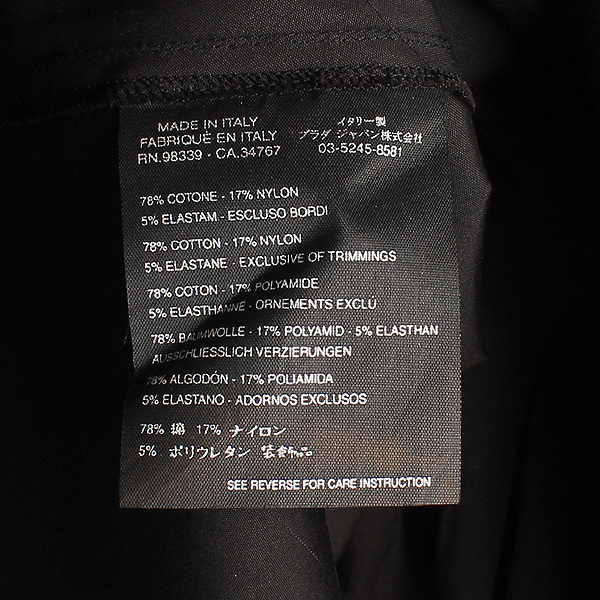 MADE IN ITALY
FABRIQUÉ EN ITALY
RN.98339 - CA.34767
イタリー製
プラダ ジャパン株式会社
03-5245-8581
78% COTONE - 17% NYLON
5% ELASTAM. - ESCLUSO BORDI
78% COTTON - 17% NYLON
5% ELASTANE - EXCLUSIVE OF TRIMMINGS
78% COTON - 17% POLYAMIDE
5% ELASTHANNE - ORNEMENTS EXCLÚ
78% BAUMWOLLE - 17% POLYAMID - 5% ELASTHAN
AUSSCHLIESSLICH VERZIERUNGEN
78% ALGODÓN - 17% POLIAMIDA
5% ELASTANO - ADORNOS EXCLUSOS
78% 綿 17% ナイロン
5% ポリウレタン
SEE REVERSE FOR CARE INSTRUCTION